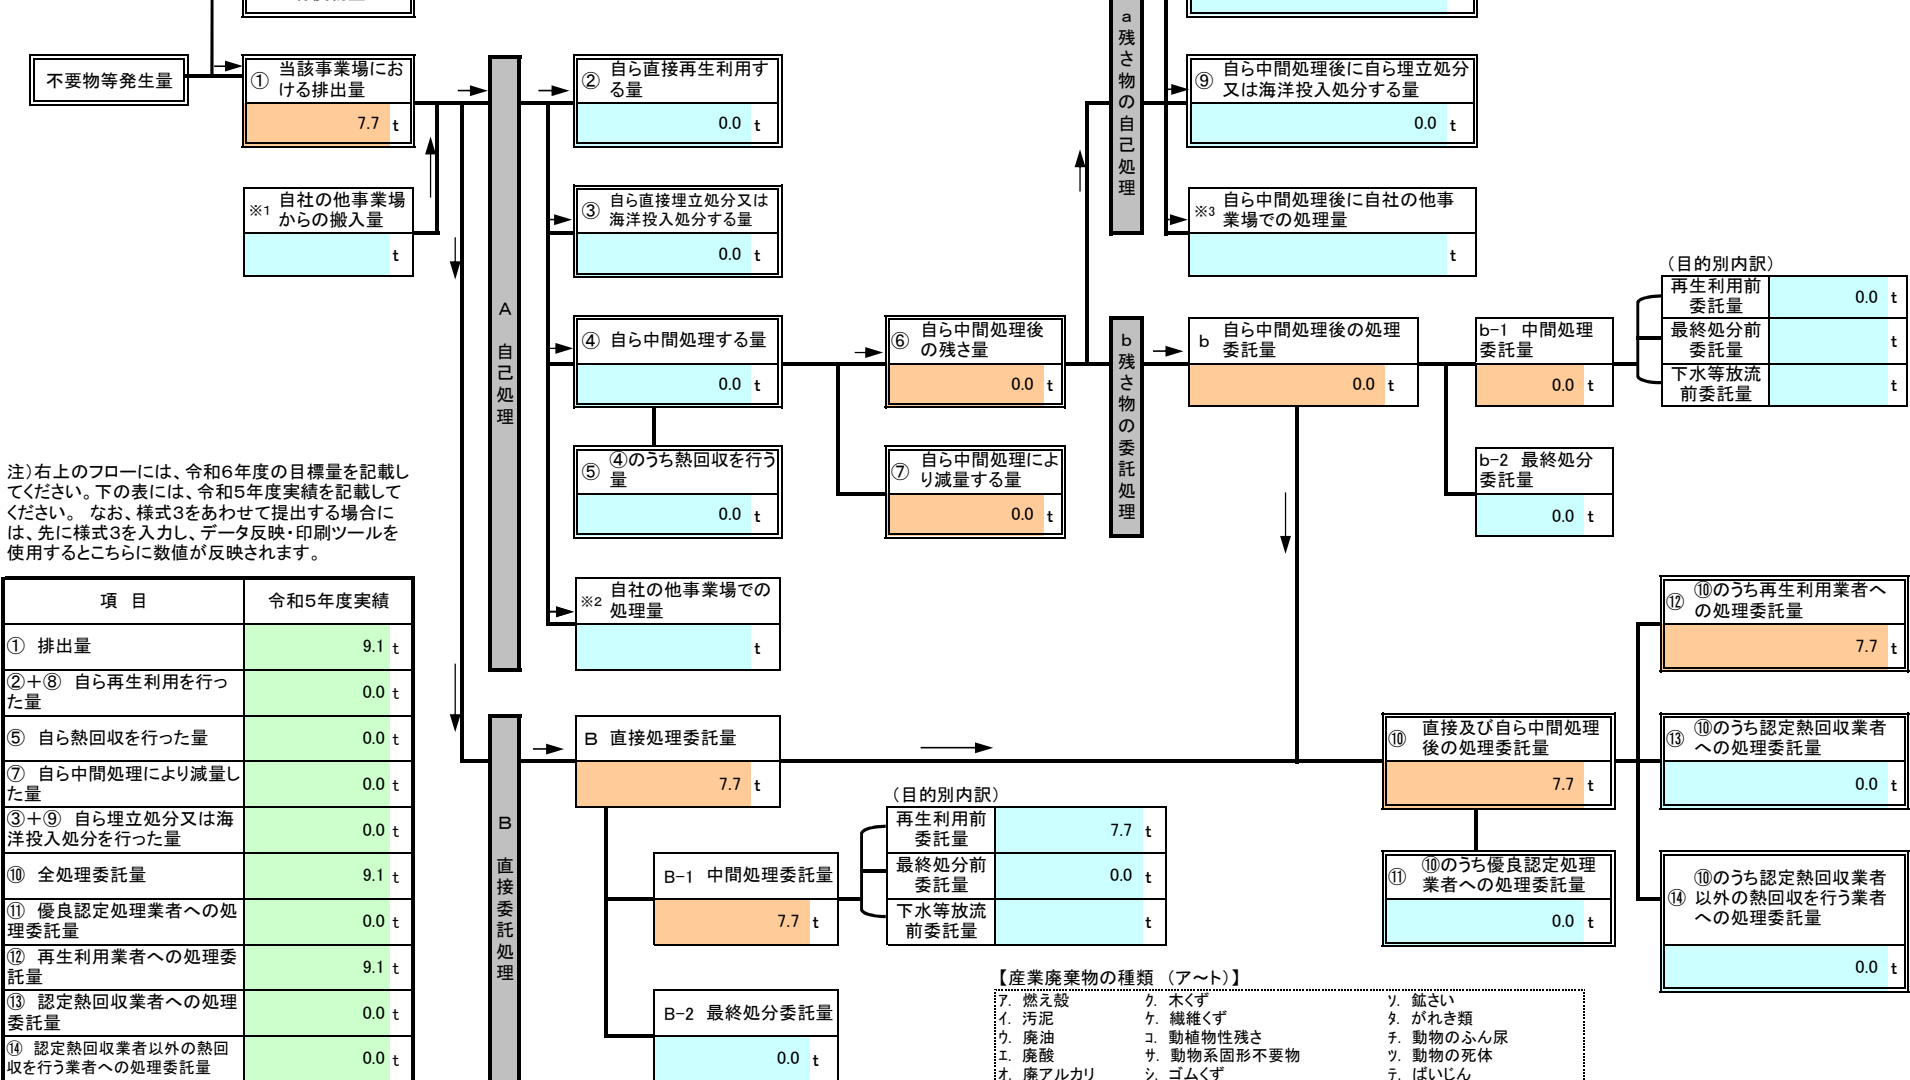 不要物等発生量
① 当該事業場にお
ける排出量
7.7 t
※1 自社の他事業場
からの搬入量
t
A 自己処理
② 自ら直接再生利用す
る量
0.0 t
③ 自ら直接埋立処分又は
海洋投入処分する量
0.0 t
④ 自ら中間処理する量
0.0 t
⑤ ④のうち熱回収を行う
量
0.0 t
※2 自社の他事業場での
処理量
t
⑥ 自ら中間処理後
の残さ量
0.0 t
⑦ 自ら中間処理によ
り減量する量
0.0 t
a 残さ物の自己処理
⑨ 自ら中間処理後に自ら埋立処分
又は海洋投入処分する量
0.0 t
※3 自ら中間処理後に自社の他事
業場での処理量
t
b 残さ物の委託処理
b 自ら中間処理後の処理
委託量
0.0 t
b-1 中間処理
委託量
0.0 t
(目的別内訳)
再生利用前
委託量
0.0 t
最終処分前
委託量
t
下水等放流
前委託量
t
b-2 最終処分
委託量
0.0 t
注)右上のフローには、令和6年度の目標量を記載し
てください。下の表には、令和5年度実績を記載して
ください。 なお、様式3をあわせて提出する場合に
は、先に様式3を入力し、データ反映・印刷ツールを
使用するとこちらに数値が反映されます。
項 目 令和5年度実績
① 排出量 9.1 t
②+⑧ 自ら再生利用を行っ
た量
0.0 t
⑤ 自ら熱回収を行った量 0.0 t
⑦ 自ら中間処理により減量し
た量
0.0 t
③+⑨ 自ら埋立処分又は海
洋投入処分を行った量
0.0 t
⑩ 全処理委託量 9.1 t
⑪ 優良認定処理業者への処
理委託量
0.0 t
⑫ 再生利用業者への処理委
託量
9.1 t
⑬ 認定熱回収業者への処理
委託量
0.0 t
⑭ 認定熱回収業者以外の熱回
収を行う業者への処理委託量
0.0 t
B 直接委託処理
B 直接処理委託量
7.7 t
B-1 中間処理委託量
7.7 t
(目的別内訳)
再生利用前
委託量
7.7 t
最終処分前
委託量
0.0 t
下水等放流
前委託量
t
B-2 最終処分委託量
0.0 t
⑩ 直接及び自ら中間処理
後の処理委託量
7.7 t
⑪ ⑩のうち優良認定処理
業者への処理委託量
0.0 t
⑫ ⑩のうち再生利用業者へ
の処理委託量
7.7 t
⑬ ⑩のうち認定熱回収業者
への処理委託量
0.0 t
⑭ ⑩のうち認定熱回収業者
以外の熱回収を行う業者
への処理委託量
0.0 t
【産業廃棄物の種類 (ア~ト)】
ア. 燃え殻 ク. 木くず ソ. 鉱さい
イ. 汚泥 ケ. 繊維くず タ. がれき類
ウ. 廃油 コ. 動植物性残さ チ. 動物のふん尿
エ. 廃酸 サ. 動物系固形不要物 ツ. 動物の死体
オ. 廃アルカリ シ. ゴムくず テ. ばいじん